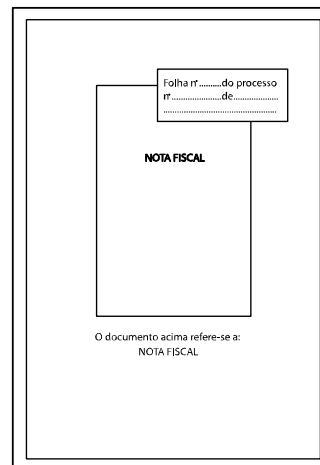 Folha nº.........do processo
nº....................de..................
.............................................
NOTA FISCAL
O documento acima refere-se a:
NOTA FISCAL